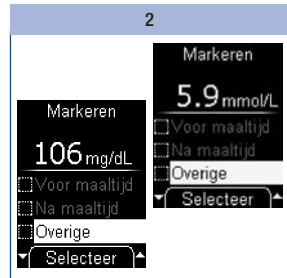 2
Markeren
106 mg/dL
Voor maaltijd
Na maaltijd
Overige
Selecteer
Markeren
5.9 mmol/L
Voor maaltijd
Na maaltijd
Overige
Selecteer